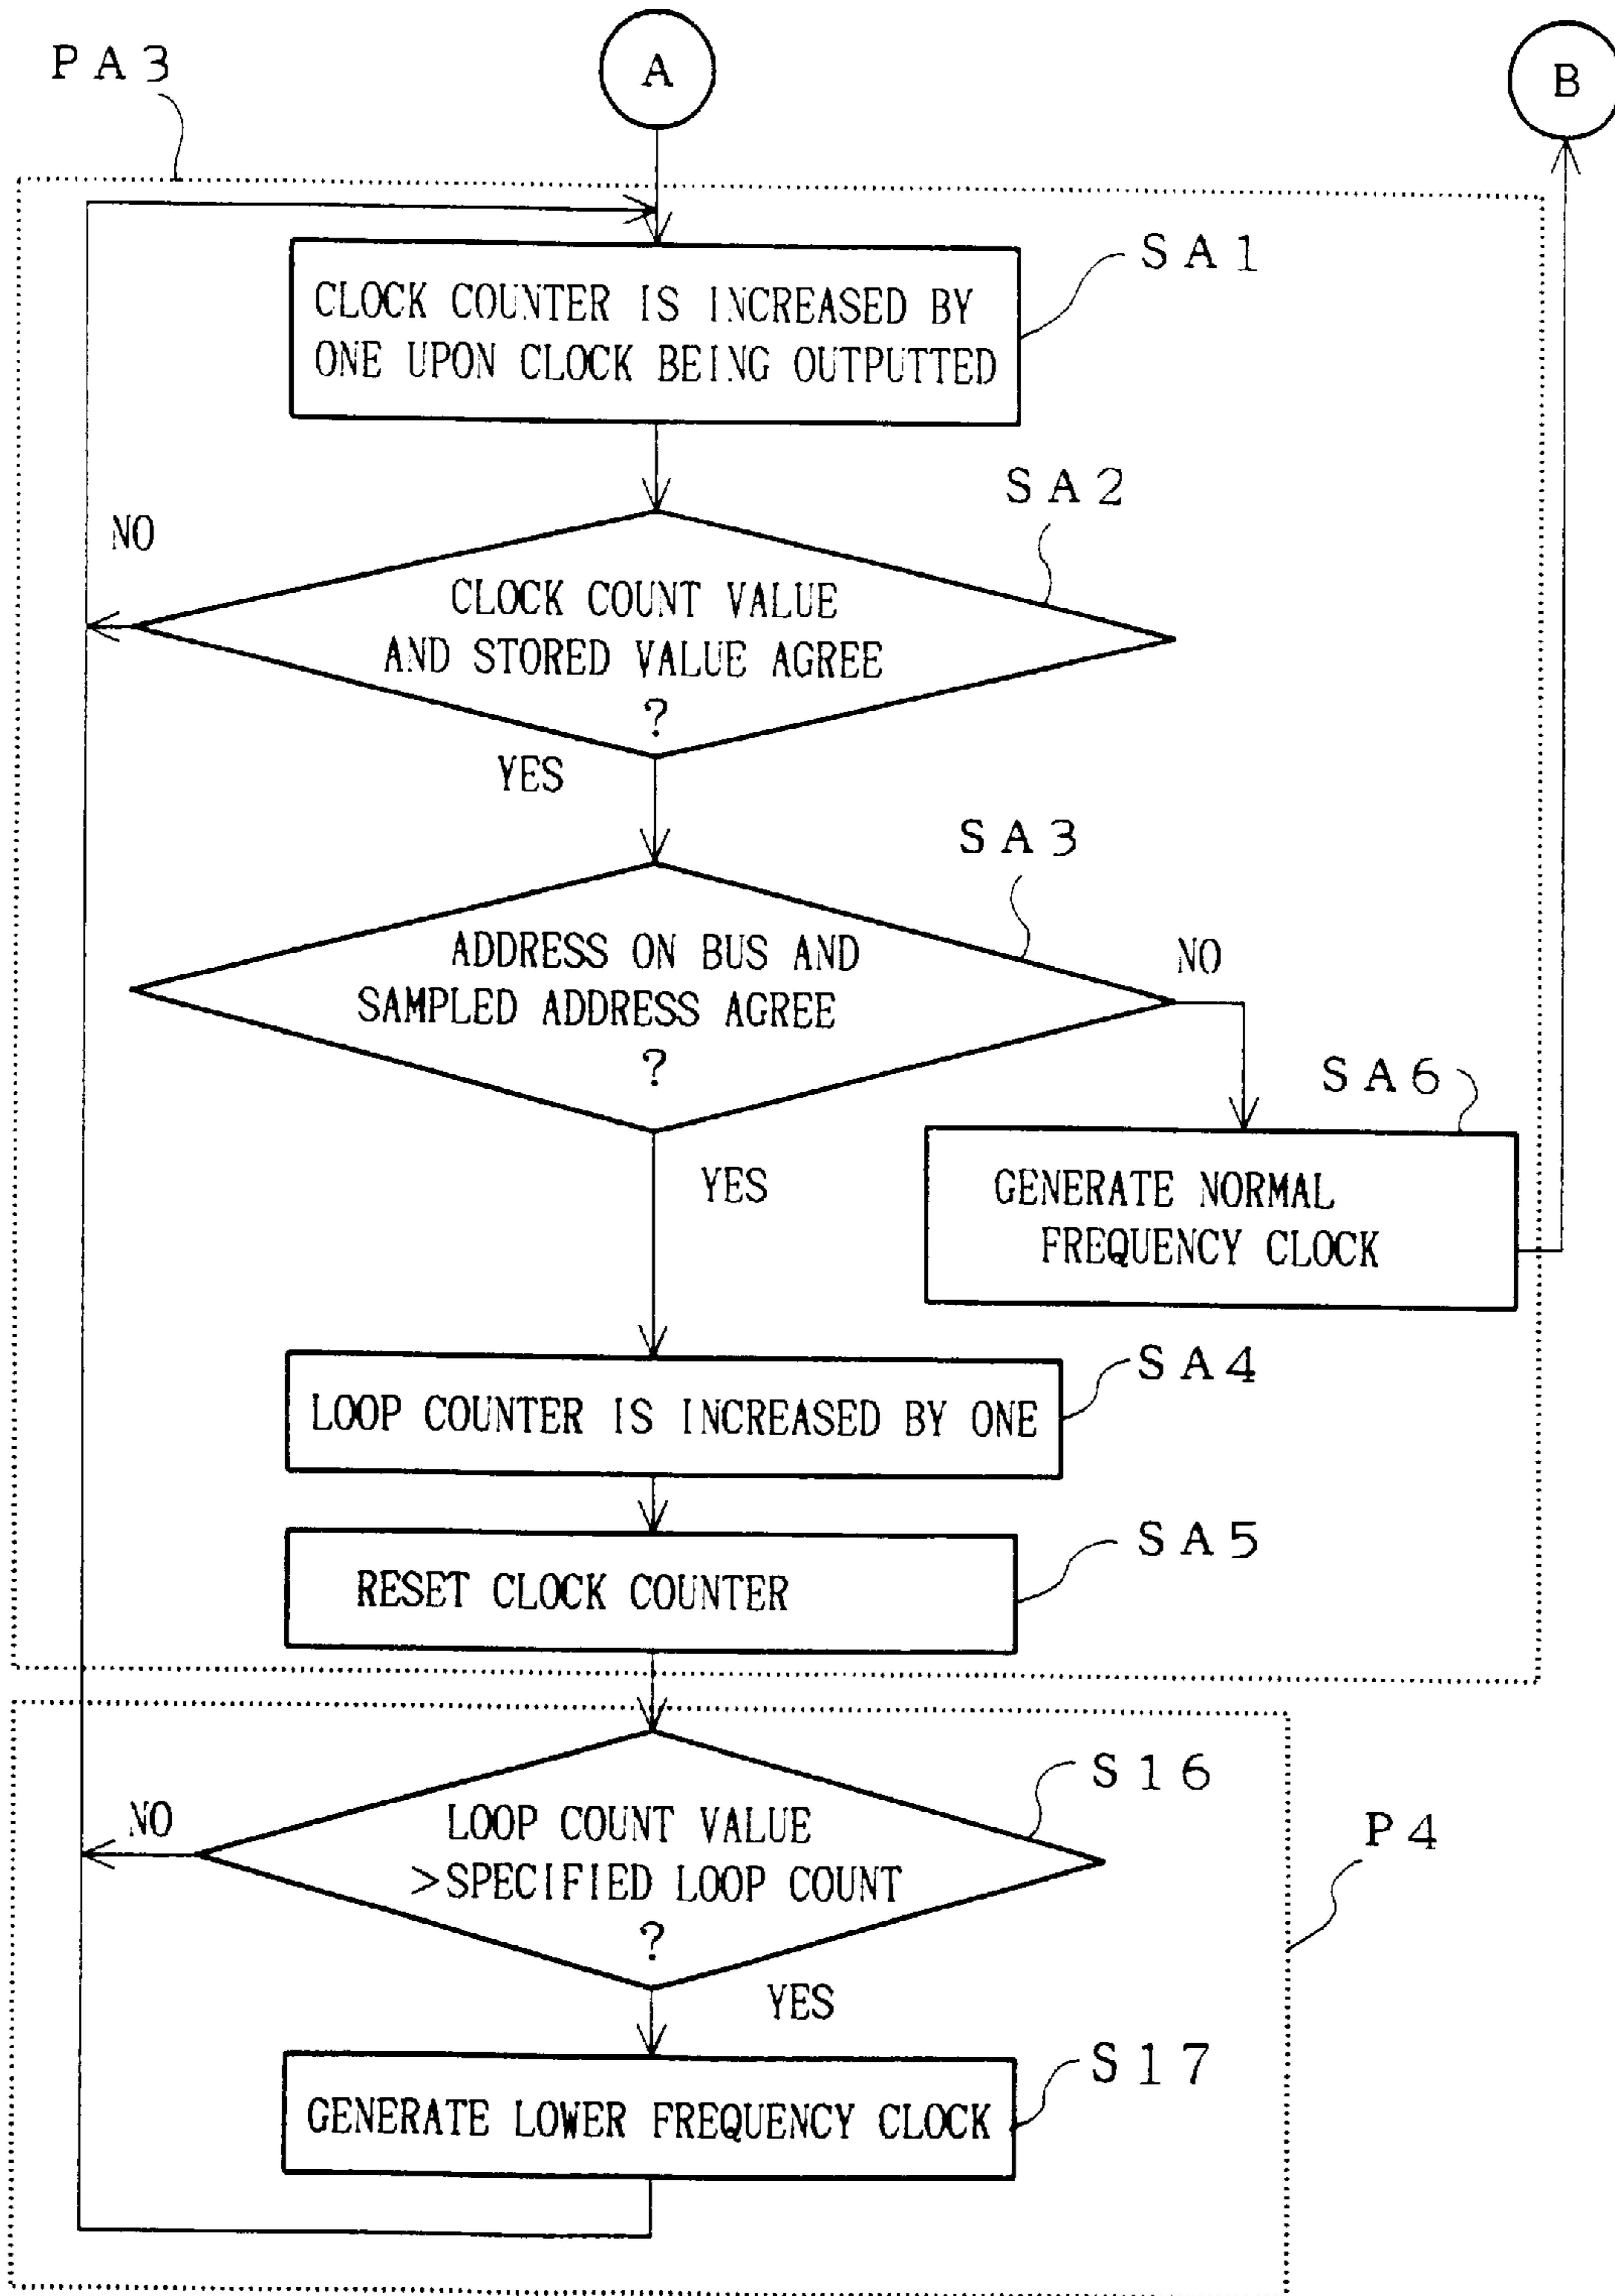 PA3
A
B
SA1
CLOCK COUNTER IS INCREASED BY
ONE UPON CLOCK BEING OUTPUTTED
SA2
NO
CLOCK COUNT VALUE
AND STORED VALUE AGREE
?
YES
SA3
ADDRESS ON BUS AND
SAMPLED ADDRESS AGREE
?
NO
SA6
YES
GENERATE NORMAL
FREQUENCY CLOCK
SA4
LOOP COUNTER IS INCREASED BY ONE
SA5
RESET CLOCK COUNTER
S16
NO
LOOP COUNT VALUE
>SPECIFIED LOOP COUNT
?
P4
YES
S17
GENERATE LOWER FREQUENCY CLOCK